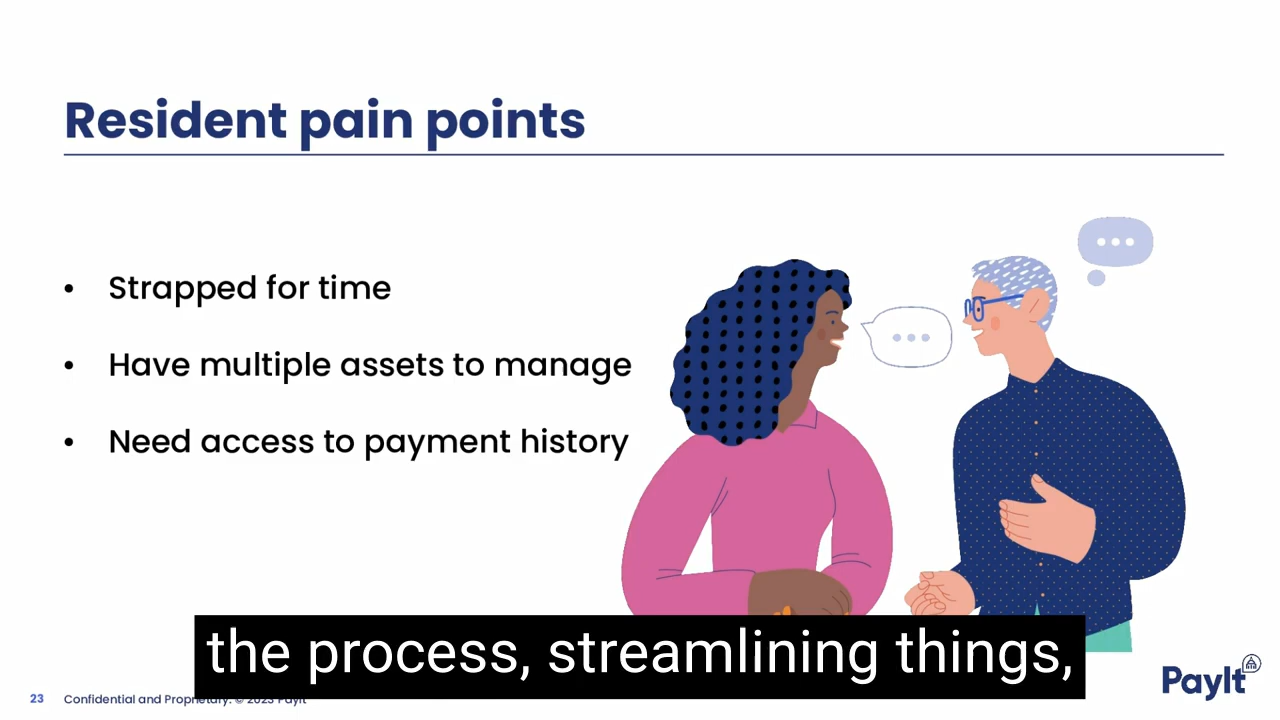 Resident pain points
• Strapped for time
• Have multiple assets to manage
• Need access to payment history
the process, streamlining things,
23 Confidential and Proprietary. © 2023 PayIt
PayIt